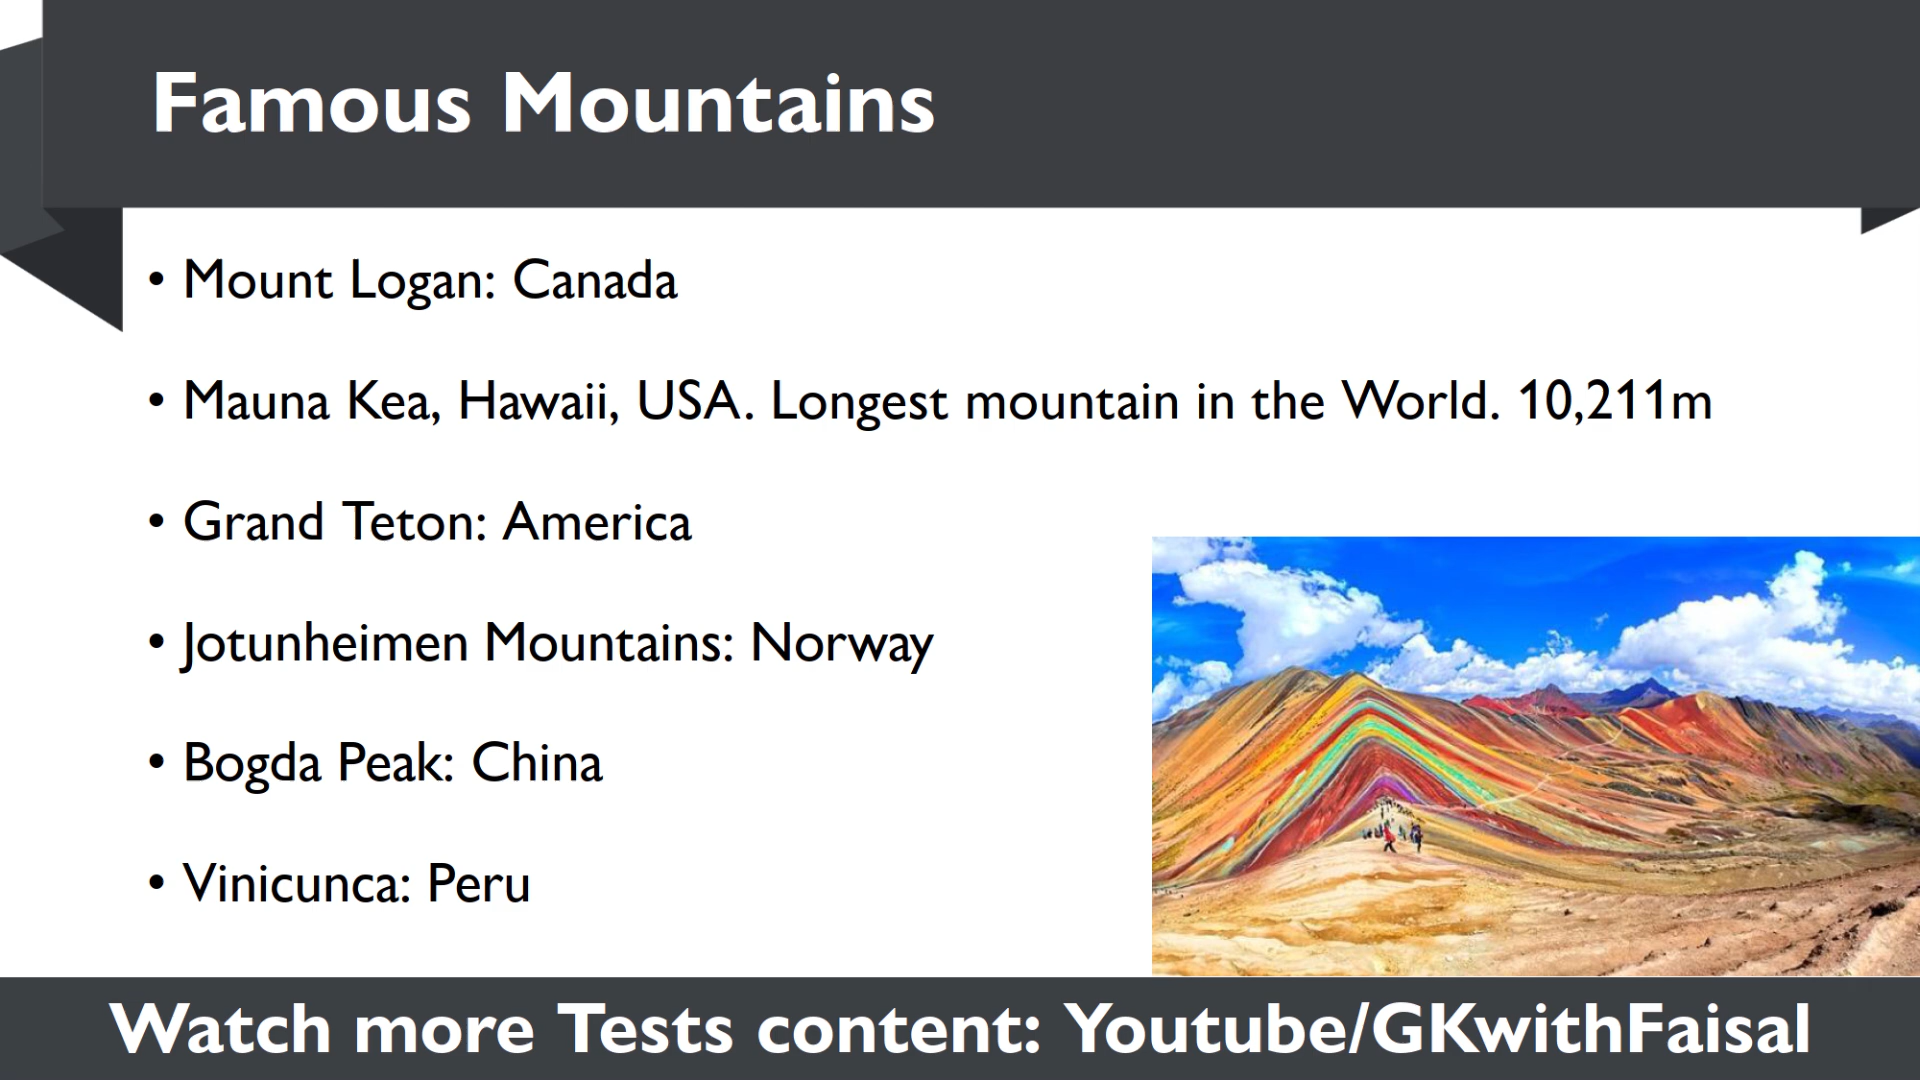 Famous Mountains
• Mount Logan: Canada
• Mauna Kea, Hawaii, USA. Longest mountain in the World. 10,211m
• Grand Teton: America
• Jotunheimen Mountains: Norway
• Bogda Peak: China
• Vinicunca: Peru
Watch more Tests content: Youtube/GKwithFaisal